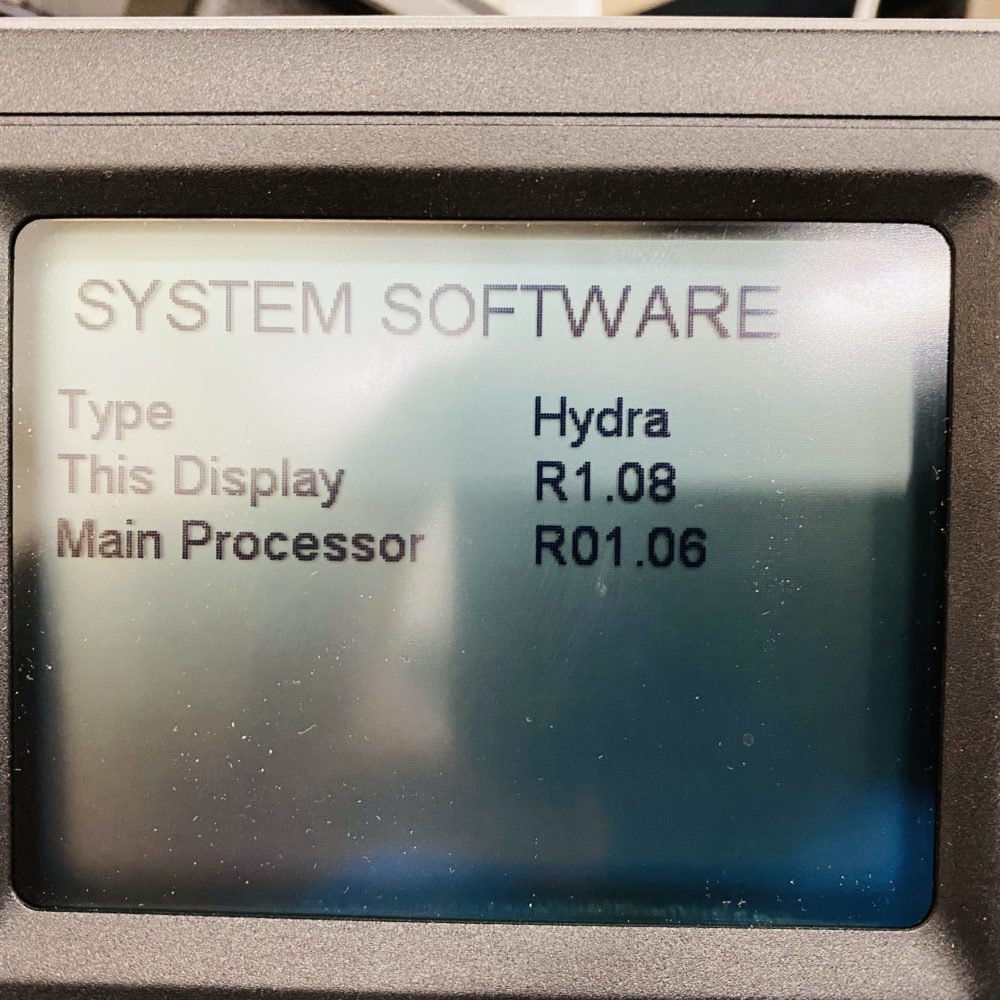 SYSTEM SOFTWARE
Type Hydra
This Display R1.08
Main Processor R01.06